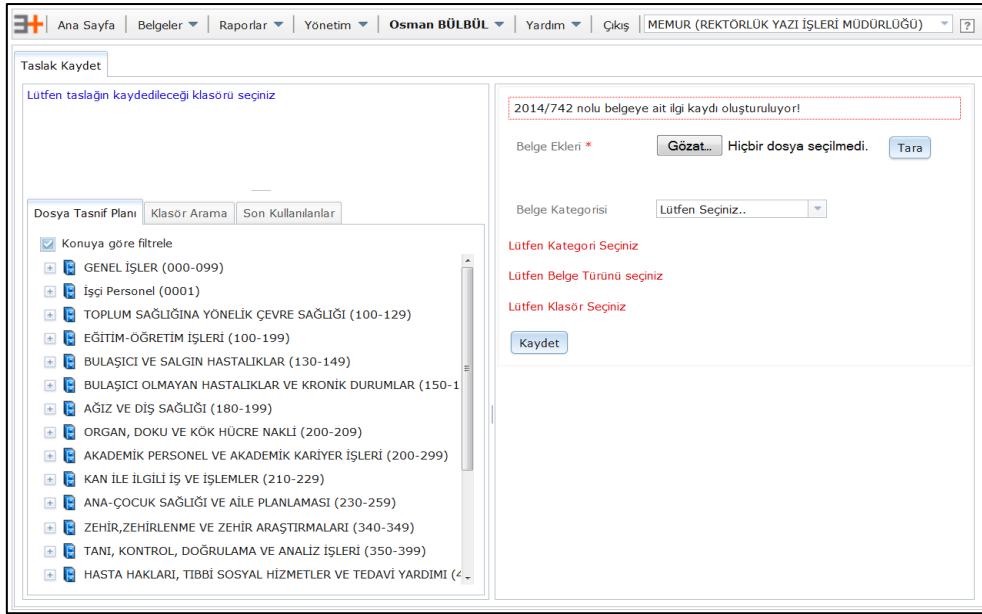 Ana Sayfa Belgeler Raporlar Yönetim Osman BÜLBÜL Yardım Çıkış MEMUR (REKTÖRLÜK YAZI İŞLERİ MÜDÜRLÜĞÜ) ?
Taslak Kaydet
Lütfen taslağın kaydedileceği klasörü seçiniz
Dosya Tasnif Planı Klasör Arama Son Kullanılanlar
Konuya göre filtrele
GENEL İŞLER (000-099)
İşçi Personel (0001)
TOPLUM SAĞLIĞINA YÖNELİK ÇEVRE SAĞLIĞI (100-129)
EĞİTİM-ÖĞRETİM İŞLERİ (100-199)
BULAŞICI VE SALGIN HASTALIKLAR (130-149)
BULAŞICI OLMAYAN HASTALIKLAR VE KRONİK DURUMLAR (150-1
AĞIZ VE DİŞ SAĞLIĞI (180-199)
ORGAN, DOKU VE KÖK HÜCRE NAKLİ (200-209)
AKADEMİK PERSONEL VE AKADEMİK KARİYER İŞLERİ (200-299)
KAN İLE İLGİLİ İŞ VE İŞLEMLER (210-229)
ANA-ÇOCUK SAĞLIĞI VE AİLE PLANLAMASI (230-259)
ZEHİR,ZEHİRLENME VE ZEHİR ARAŞTIRMALARI (340-349)
TANI, KONTROL, DOĞRULAMA VE ANALİZ İŞLERİ (350-399)
HASTA HAKLARI, TIBBİ SOSYAL HİZMETLER VE TEDAVİ YARDIMI (4
2014/742 nolu belgeye ait ilgi kaydı oluşturuluyor!
Belge Ekleri * Gözat... Hiçbir dosya seçilmedi. Tara
Belge Kategorisi Lütfen Seçiniz..
Lütfen Kategori Seçiniz
Lütfen Belge Türünü seçiniz
Lütfen Klasör Seçiniz
Kaydet